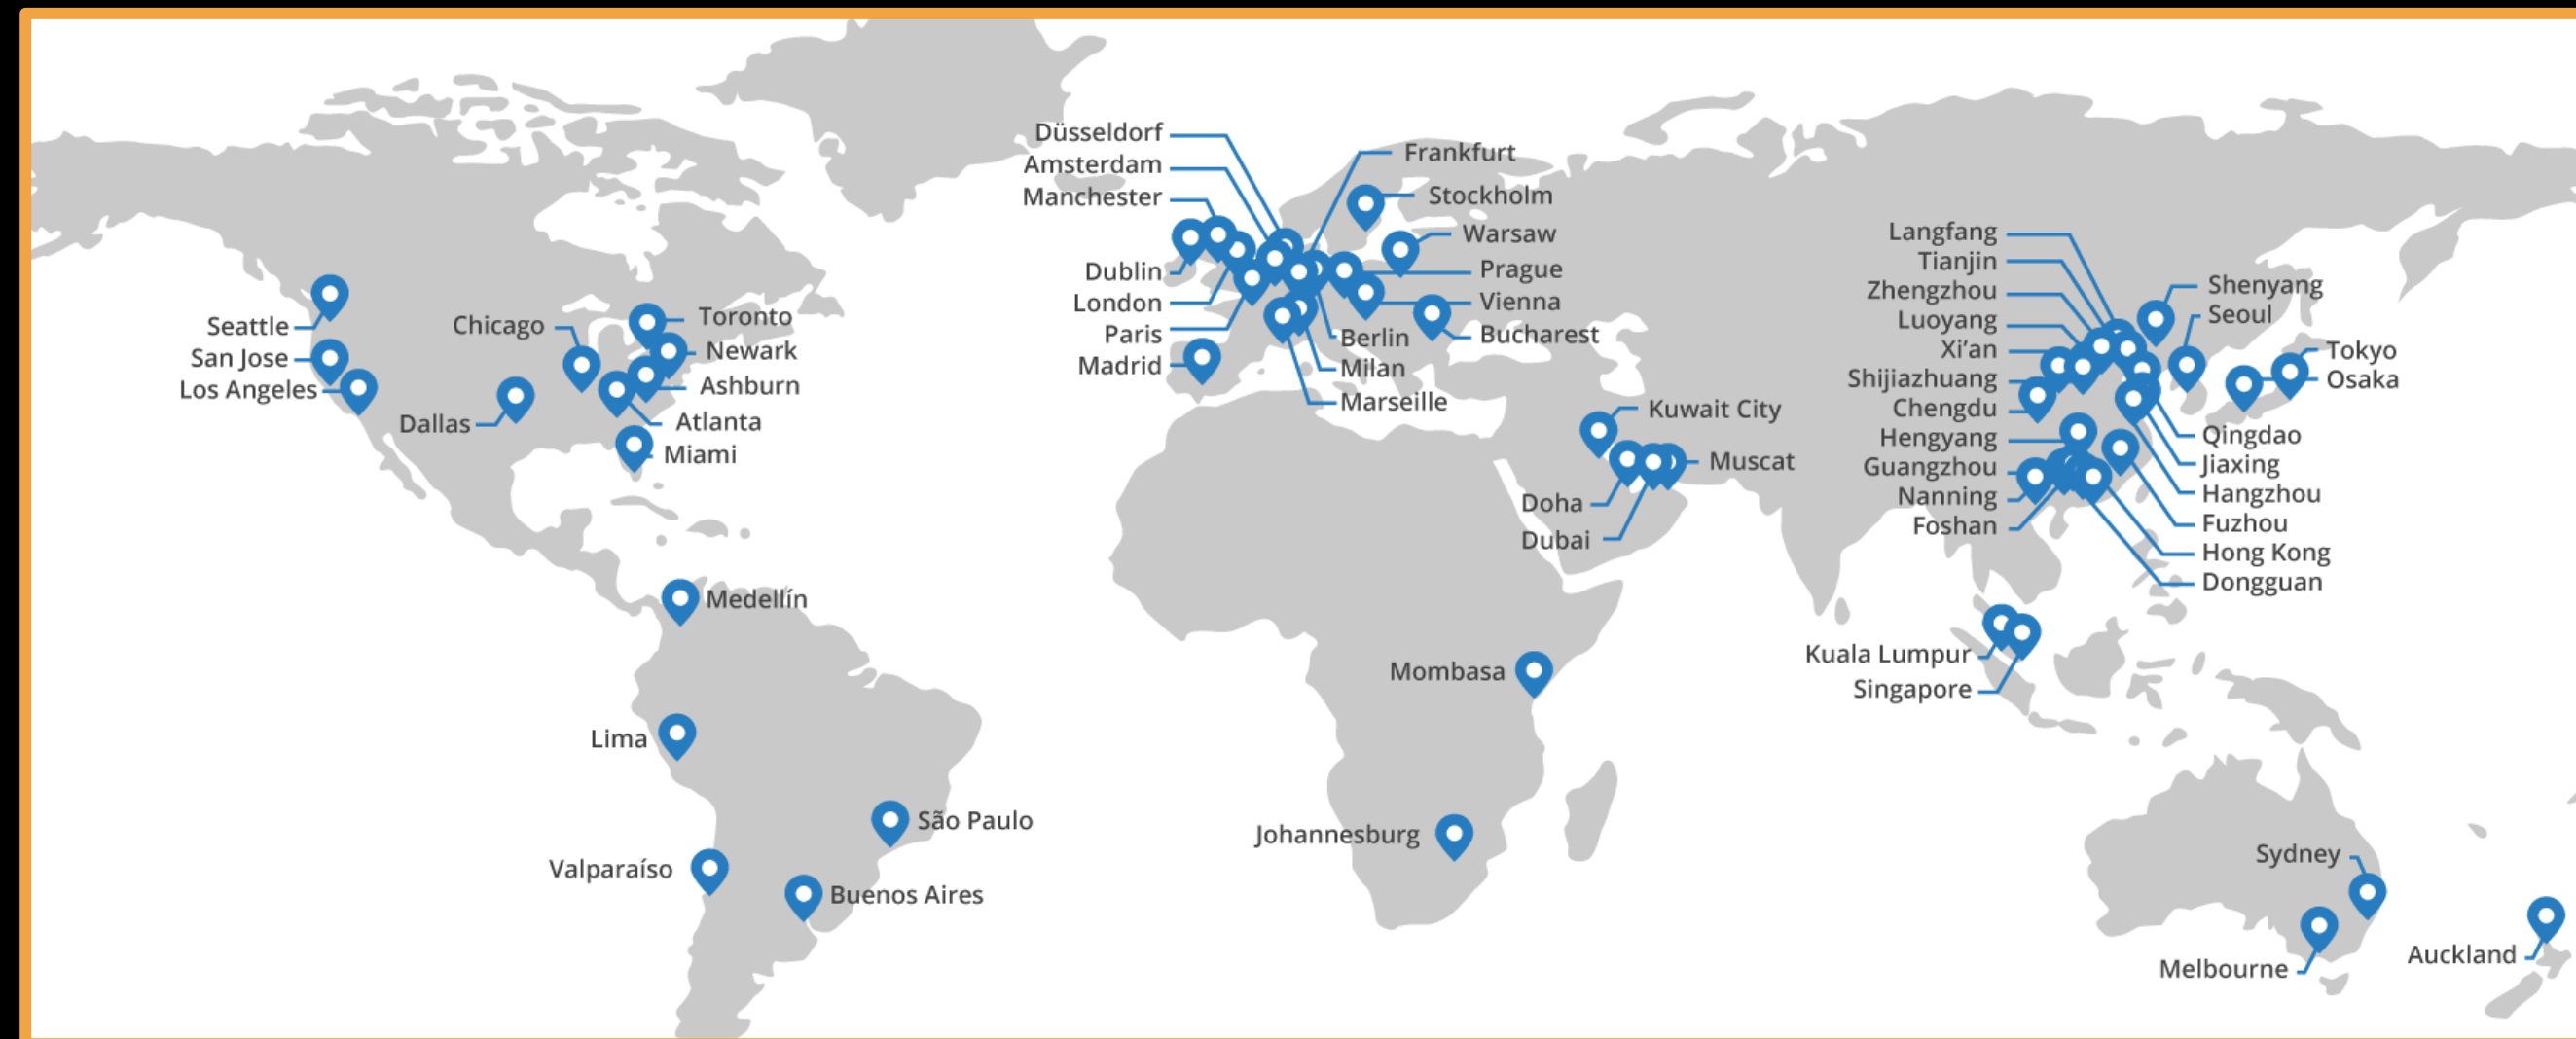 Seattle
San Jose
Los Angeles
Dallas
Chicago
Toronto
Newark
Ashburn
Atlanta
Miami
Medellín
Lima
São Paulo
Valparaíso
Buenos Aires
Düsseldorf
Amsterdam
Manchester
Dublin
London
Paris
Madrid
Frankfurt
Stockholm
Warsaw
Prague
Vienna
Bucharest
Berlin
Milan
Marseille
Kuwait City
Muscat
Doha
Dubai
Mombasa
Johannesburg
Langfang
Tianjin
Zhengzhou
Luoyang
Xi’an
Shijiazhuang
Chengdu
Hengyang
Guangzhou
Nanning
Foshan
Shenyang
Seoul
Tokyo
Osaka
Qingdao
Jiaxing
Hangzhou
Fuzhou
Hong Kong
Dongguan
Kuala Lumpur
Singapore
Sydney
Melbourne
Auckland